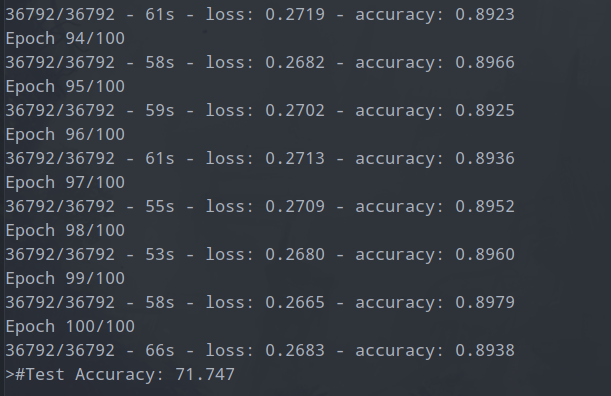 36792/36792 - 61s - loss: 0.2719 - accuracy: 0.8923
Epoch 94/100
36792/36792 - 58s - loss: 0.2682 - accuracy: 0.8966
Epoch 95/100
36792/36792 - 59s - loss: 0.2702 - accuracy: 0.8925
Epoch 96/100
36792/36792 - 61s - loss: 0.2713 - accuracy: 0.8936
Epoch 97/100
36792/36792 - 55s - loss: 0.2709 - accuracy: 0.8952
Epoch 98/100
36792/36792 - 53s - loss: 0.2680 - accuracy: 0.8960
Epoch 99/100
36792/36792 - 58s - loss: 0.2665 - accuracy: 0.8979
Epoch 100/100
36792/36792 - 66s - loss: 0.2683 - accuracy: 0.8938
>#Test Accuracy: 71.747